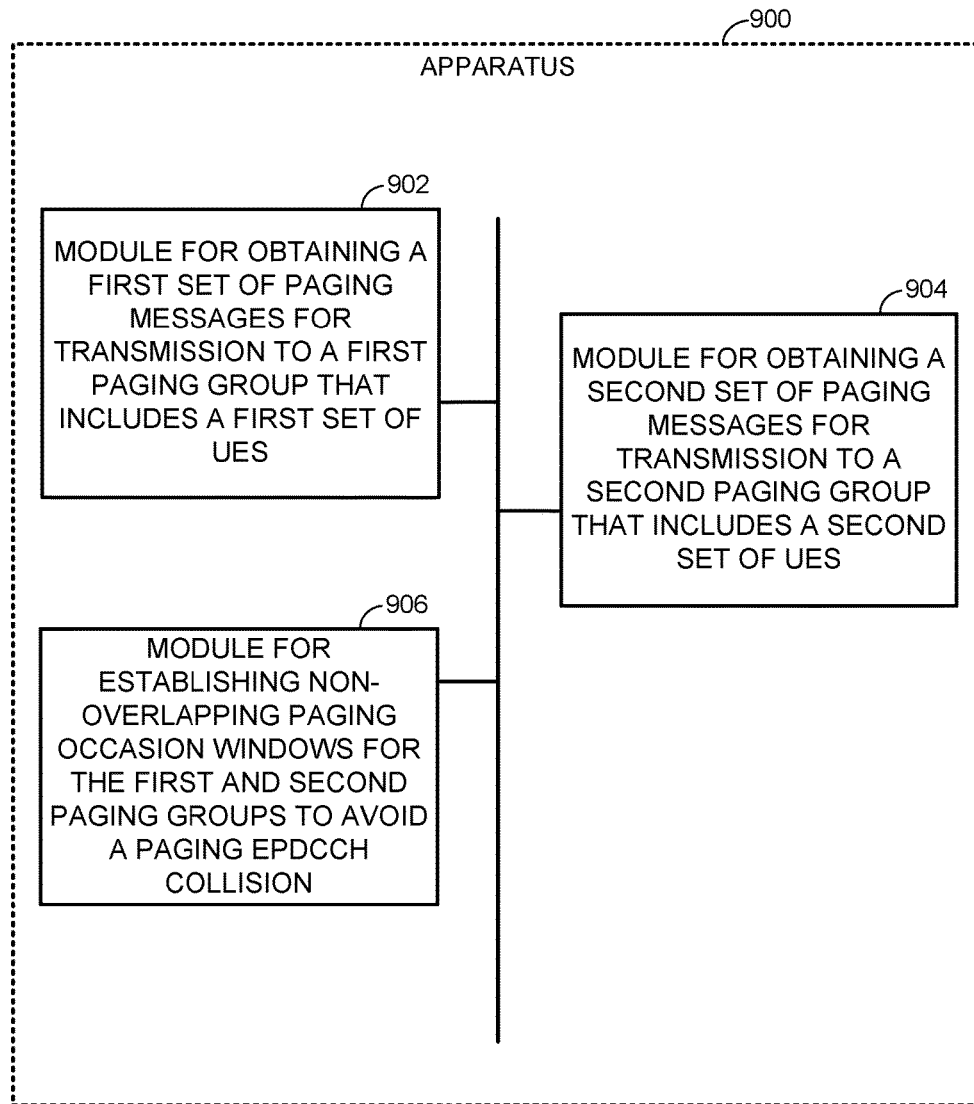 900
APPARATUS
902
MODULE FOR OBTAINING A
FIRST SET OF PAGING
MESSAGES FOR
TRANSMISSION TO A FIRST
PAGING GROUP THAT
INCLUDES A FIRST SET OF
UES
904
MODULE FOR OBTAINING A
SECOND SET OF PAGING
MESSAGES FOR
TRANSMISSION TO A
SECOND PAGING GROUP
THAT INCLUDES A SECOND
SET OF UES
906
MODULE FOR
ESTABLISHING NON-
OVERLAPPING PAGING
OCCASION WINDOWS FOR
THE FIRST AND SECOND
PAGING GROUPS TO AVOID
A PAGING EPDCCH
COLLISION